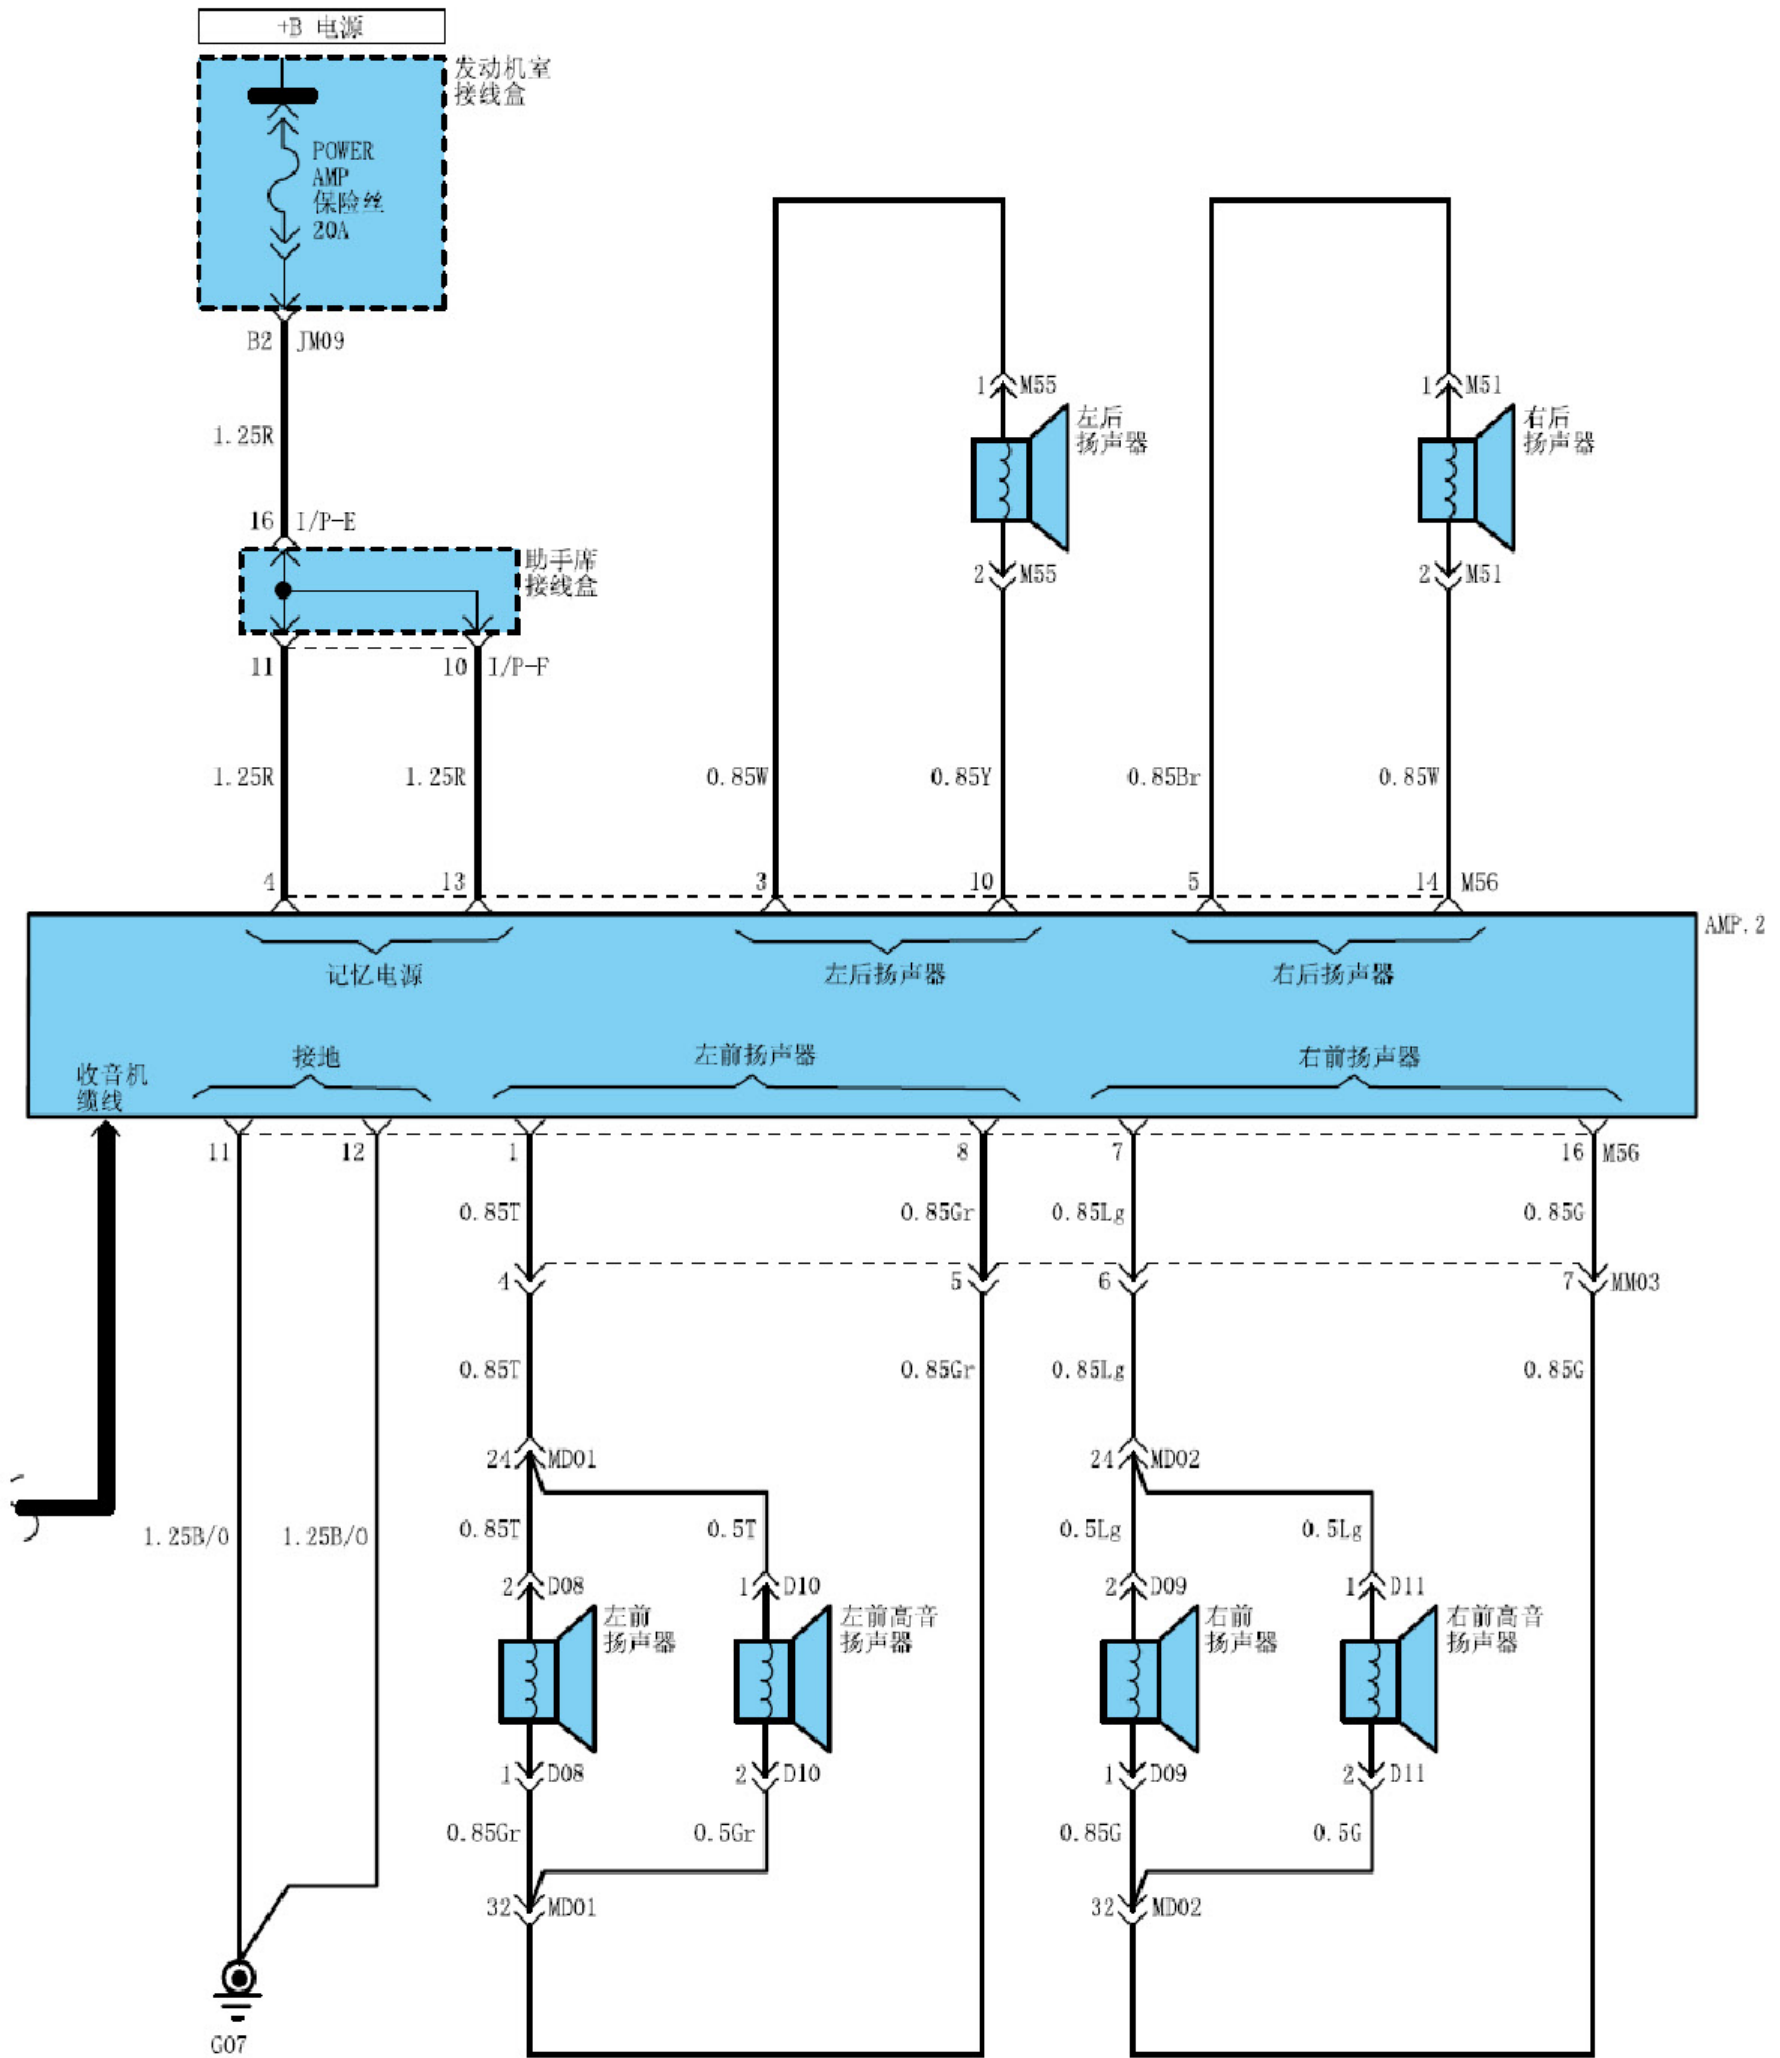 +B 电源
发动机室
接线盒
POWER
AMP
保险丝
20A
B2 JM09
1.25R
16 I/P-E
助手席
接线盒
11 10 I/P-F
1 M55
左后
扬声器
2 M55
1 M51
右后
扬声器
2 M51
1.25R 1.25R 0.85W 0.85Y 0.85Br 0.85W
4 13 3 10 5 14 M56
AMP.2
记忆电源 左后扬声器 右后扬声器
收音机
缆线
接地 左前扬声器 右前扬声器
11 12 1 8 7 16 M56
0.85T 0.85Gr 0.85Lg 0.85G
4 5 6 7 MM03
0.85T 0.85Gr 0.85Lg 0.85G
24 MD01 24 MD02
1.25B/O 1.25B/O 0.85T 0.5T 0.5Lg 0.5Lg
2 D08 1 D10 2 D09 1 D11
左前
扬声器
左前高音
扬声器
右前
扬声器
右前高音
扬声器
1 D08 2 D10 1 D09 2 D11
0.85Gr 0.5Gr 0.85G 0.5G
32 MD01 32 MD02
G07